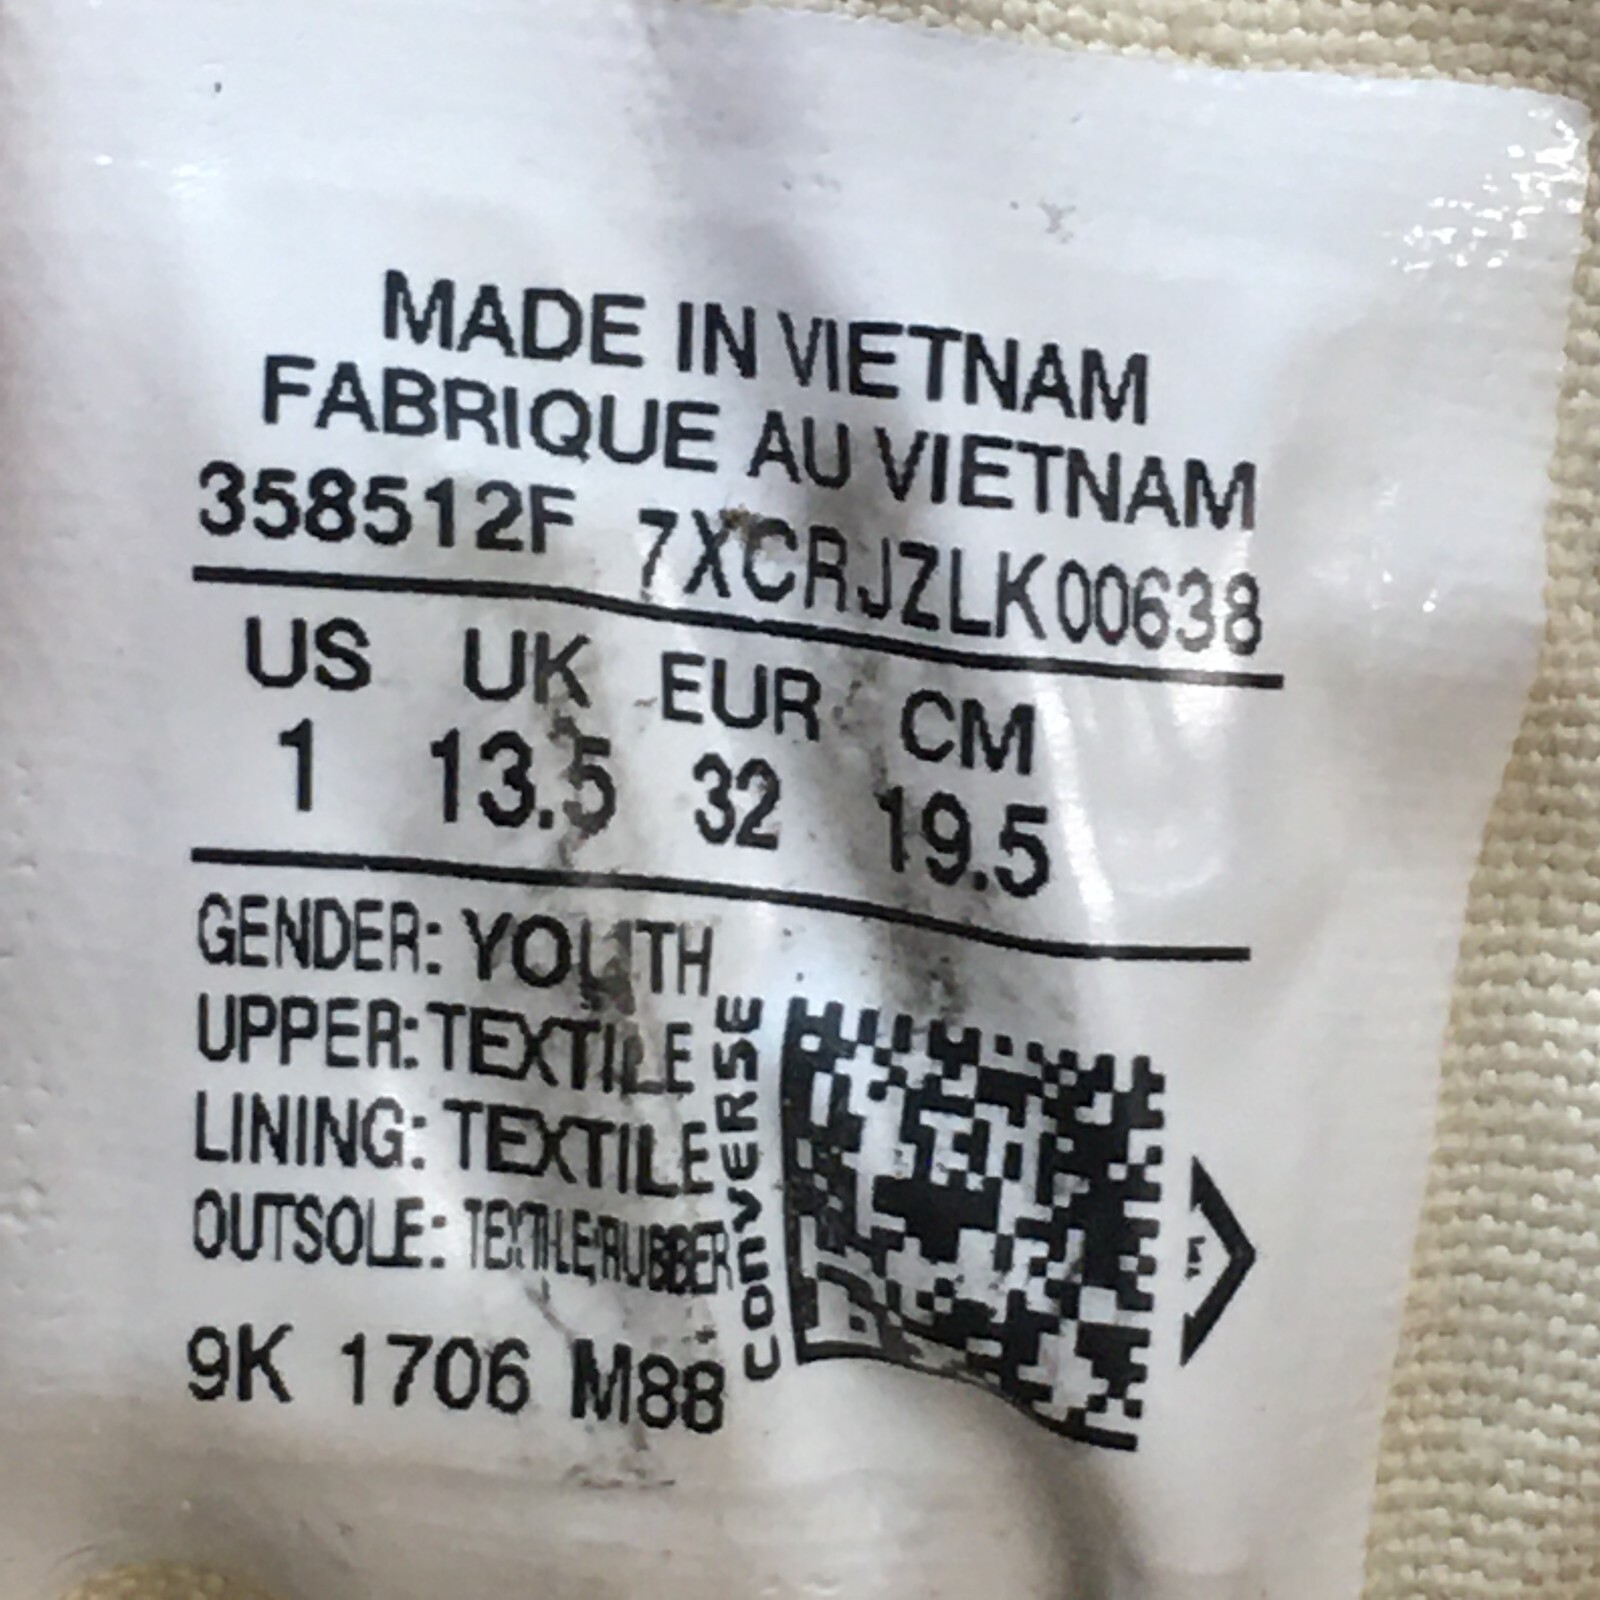 MADE IN VIETNAM
FABRIQUE AU VIETNAM
358512F 7XCRJZLK00638
US UK EUR CM
1 13.5 32 19.5
GENDER: YOUTH
UPPER: TEXTILE
LINING: TEXTILE
OUTSOLE: TEXTILE/RUBBER
9K 1706 M88
CONVERSE